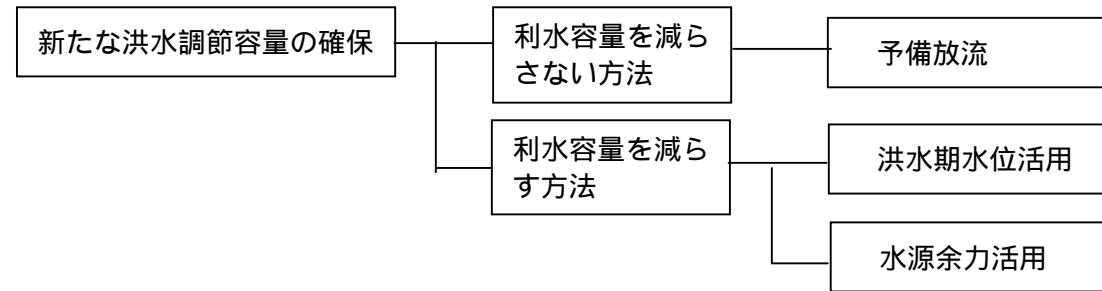 新たな洪水調節容量の確保
利水容量を減ら
さない方法
予備放流
利水容量を減ら
す方法
洪水期水位活用
水源余力活用